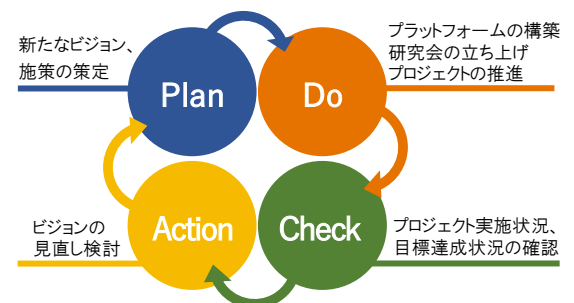 新たなビジョン、
施策の策定
Plan
Do
プラットフォームの構築
研究会の立ち上げ
プロジェクトの推進
ビジョンの
見直し検討
Action
Check
プロジェクト実施状況、
目標達成状況の確認